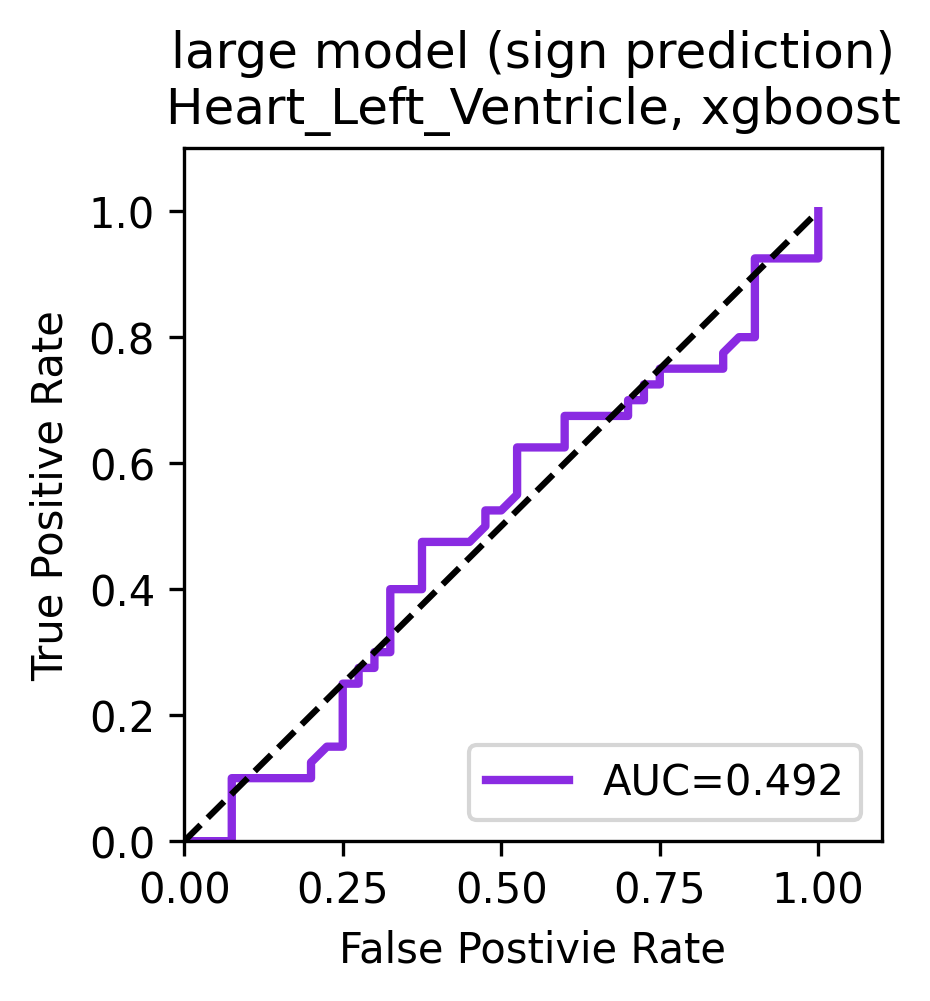 large model (sign prediction)
Heart_Left_Ventricle, xgboost
1.0
0.8
0.6
0.4
0.2
0.0
True Positive Rate
AUC=0.492
0.00 0.25 0.50 0.75 1.00
False Postivie Rate